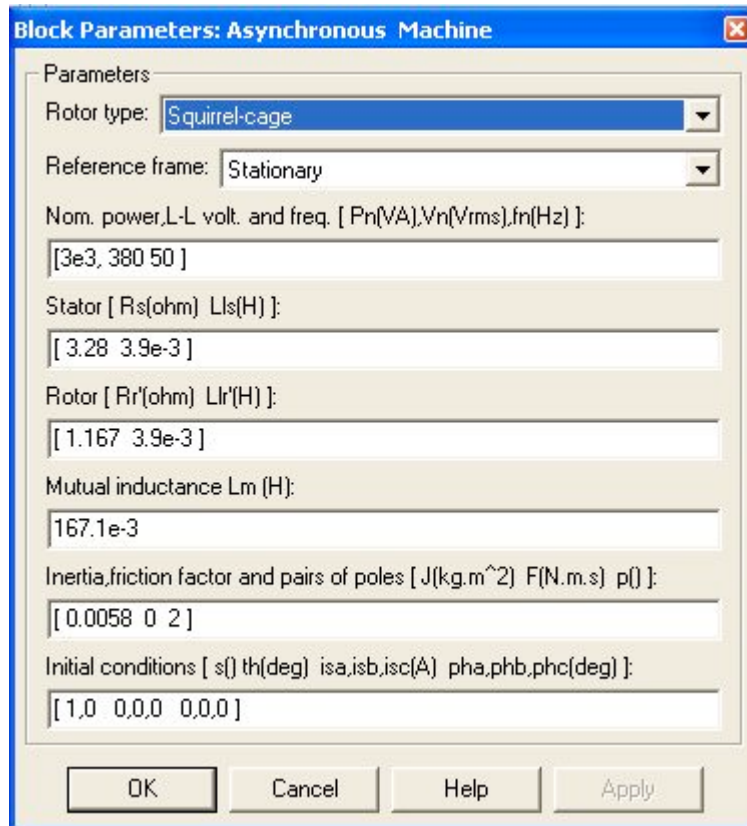 Block Parameters: Asynchronous Machine
Parameters
Rotor type: Squirrel-cage
Reference frame: Stationary
Nom. power,L-L volt. and freq. [ Pn(VA),Vn(Vrms),fn(Hz) ]:
[3e3, 380 50 ]
Stator [ Rs(ohm) Lls(H) ]:
[ 3.28 3.9e-3 ]
Rotor [ Rr'(ohm) Llr'(H) ]:
[ 1.167 3.9e-3 ]
Mutual inductance Lm (H):
167.1e-3
Inertia,friction factor and pairs of poles [ J(kg.m^2) F(N.m.s) p() ]:
[ 0.0058 0 2 ]
Initial conditions [ s() th(deg) isa,isb,isc(A) pha,phb,phc(deg) ]:
[ 1,0 0,0,0 0,0,0 ]
OK Cancel Help Apply